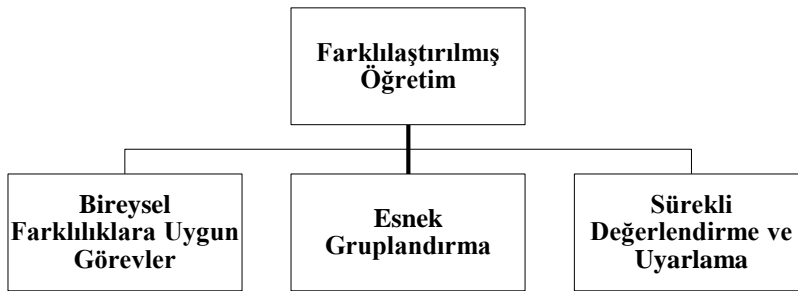 Farklılaştırılmış
Öğretim
Bireysel
Farklılıklara Uygun
Görevler
Esnek
Gruplandırma
Sürekli
Değerlendirme ve
Uyarlama